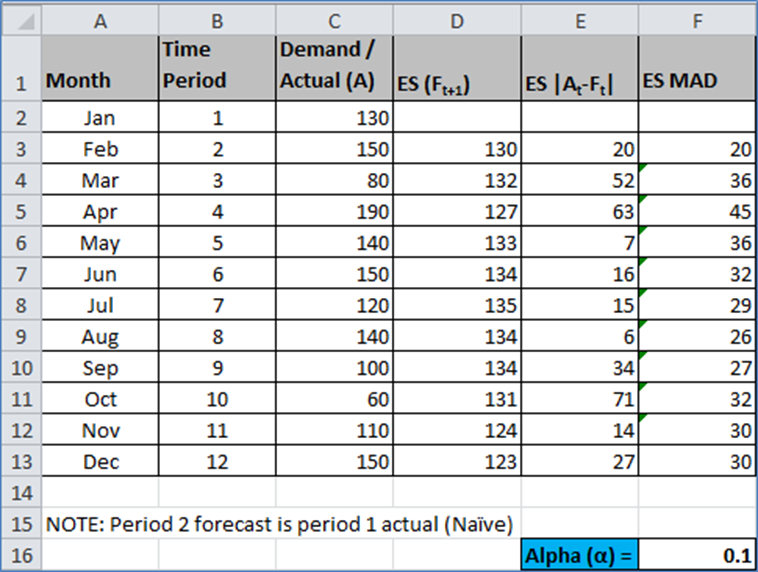 A B C D E F
1 Month Time Period Demand / Actual (A) ES (Ft+1) ES |At-Ft| ES MAD
2 Jan 1 130
3 Feb 2 150 130 20 20
4 Mar 3 80 132 52 36
5 Apr 4 190 127 63 45
6 May 5 140 133 7 36
7 Jun 6 150 134 16 32
8 Jul 7 120 135 15 29
9 Aug 8 140 134 6 26
10 Sep 9 100 134 34 27
11 Oct 10 60 131 71 32
12 Nov 11 110 124 14 30
13 Dec 12 150 123 27 30
14
15 NOTE: Period 2 forecast is period 1 actual (Naïve)
16 Alpha (α) = 0.1